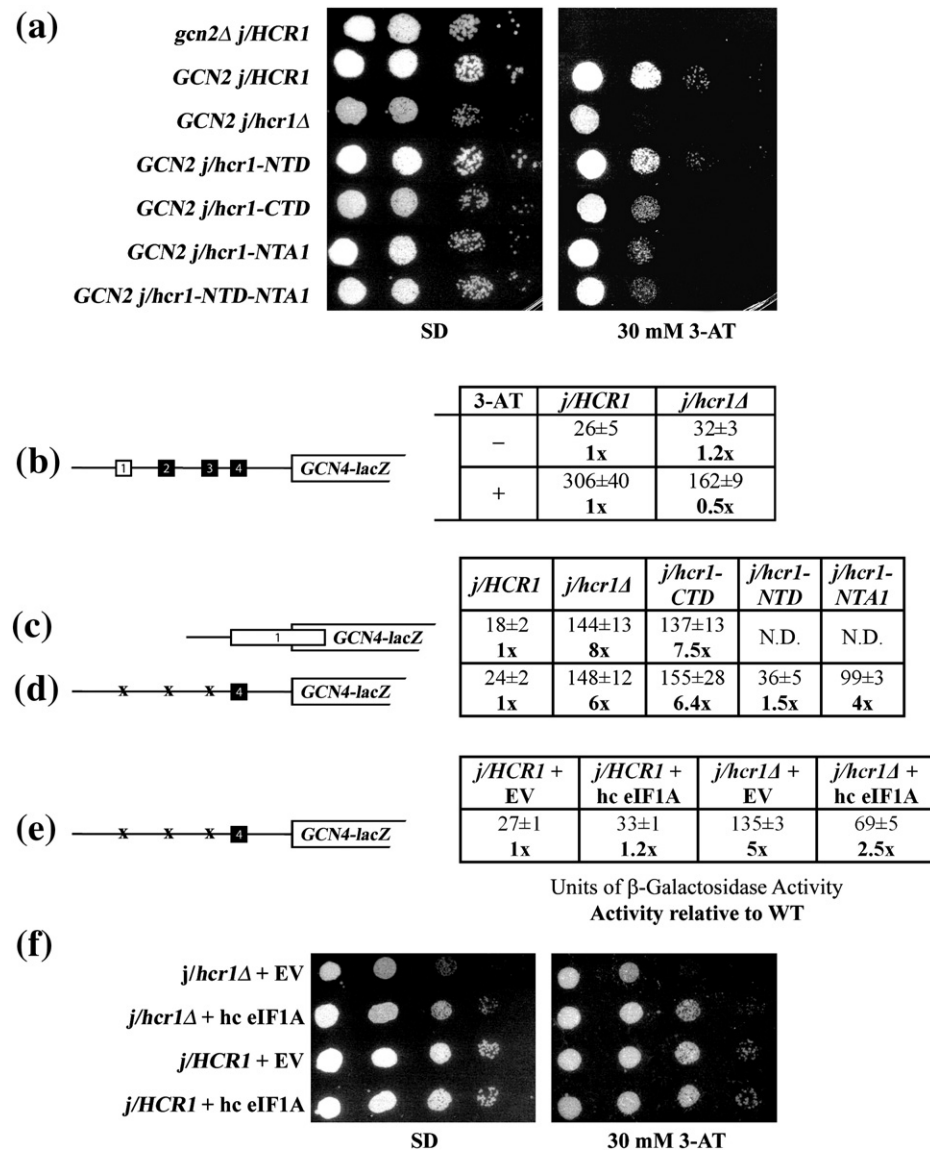 (a)
gcn2Δ j/HCR1
GCN2 j/HCR1
GCN2 j/hcr1Δ
GCN2 j/hcr1-NTD
GCN2 j/hcr1-CTD
GCN2 j/hcr1-NTA1
GCN2 j/hcr1-NTD-NTA1
SD
30 mM 3-AT
(b)
1 2 3 4 GCN4-lacZ
3-AT j/HCR1 j/hcr1Δ
– 26±5 32±3
1x 1.2x
+ 306±40 162±9
1x 0.5x
j/HCR1 j/hcr1Δ j/hcr1-CTD j/hcr1-NTD j/hcr1-NTA1
(c)
1 GCN4-lacZ
18±2 144±13 137±13 N.D. N.D.
1x 8x 7.5x
(d)
x x x 4 GCN4-lacZ
24±2 148±12 155±28 36±5 99±3
1x 6x 6.4x 1.5x 4x
j/HCR1 + EV j/HCR1 + hc eIF1A j/hcr1Δ + EV j/hcr1Δ + hc eIF1A
(e)
x x x 4 GCN4-lacZ
27±1 33±1 135±3 69±5
1x 1.2x 5x 2.5x
Units of β-Galactosidase Activity
Activity relative to WT
(f)
j/hcr1Δ + EV
j/hcr1Δ + hc eIF1A
j/HCR1 + EV
j/HCR1 + hc eIF1A
SD
30 mM 3-AT